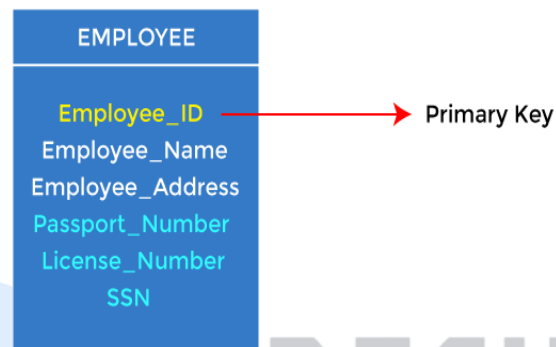 EMPLOYEE
Employee_ID
Primary Key
Employee_Name
Employee_Address
Passport_Number
License_Number
SSN